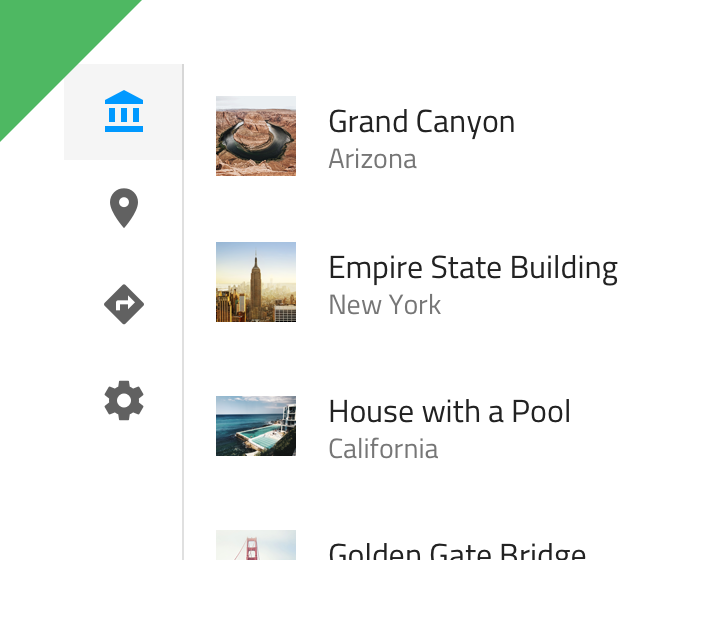 Grand Canyon
Arizona
Empire State Building
New York
House with a Pool
California
Golden Gate Bridge